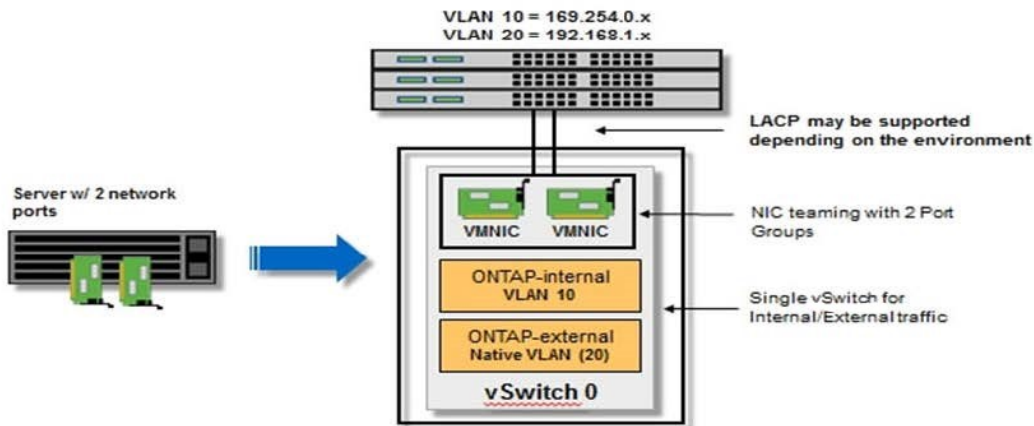 VLAN 10 = 169.254.0.x
VLAN 20 = 192.168.1.x
LACP may be supported
depending on the environment
Server w/ 2 network
ports
VMNIC VMNIC
NIC teaming with 2 Port
Groups
ONTAP-internal
VLAN 10
Single vSwitch for
Internal/External traffic
ONTAP-external
Native VLAN (20)
vSwitch 0